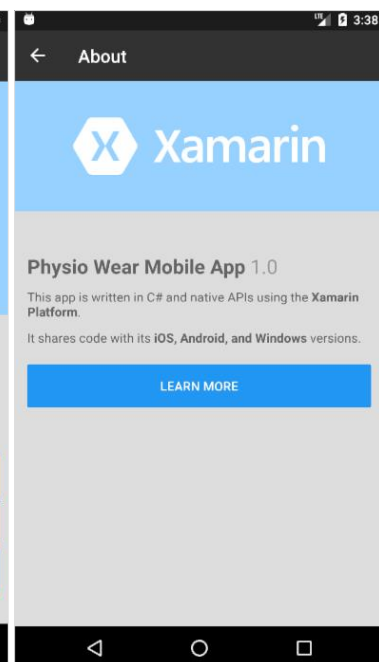 LTE 3:38
About
Xamarin
Physio Wear Mobile App 1.0
This app is written in C# and native APIs using the Xamarin
Platform.
It shares code with its iOS, Android, and Windows versions.
LEARN MORE